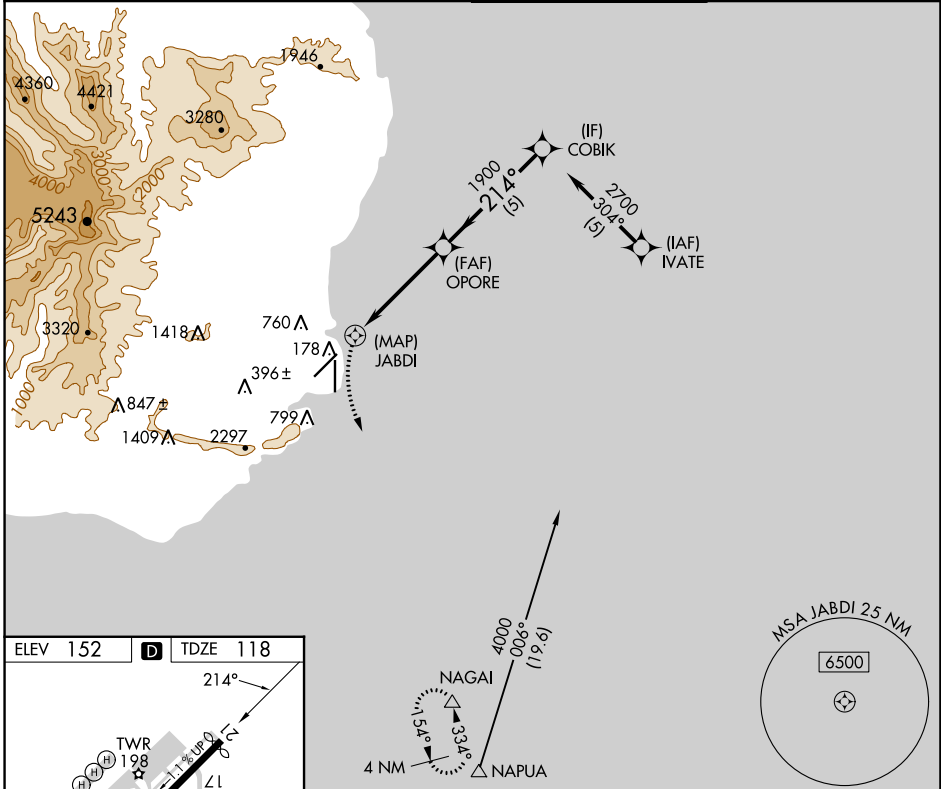 1946
4360
4421
3280
3000
4000
2000
5243
3320
1000
(IF)
COBIK
1900
214°
(5)
2700
304°
(5)
(IAF)
IVATE
(FAF)
OPORE
(MAP)
JABDI
1418
760
178
396±
847±
799
1409
2297
4000
006°
(19.6)
NAGAI
154°
334°
4 NM
NAPUA
MSA JABDI 25 NM
6500
ELEV 152
D
TDZE 118
214°
TWR
198
1.1% UP
21
17
H
H
H